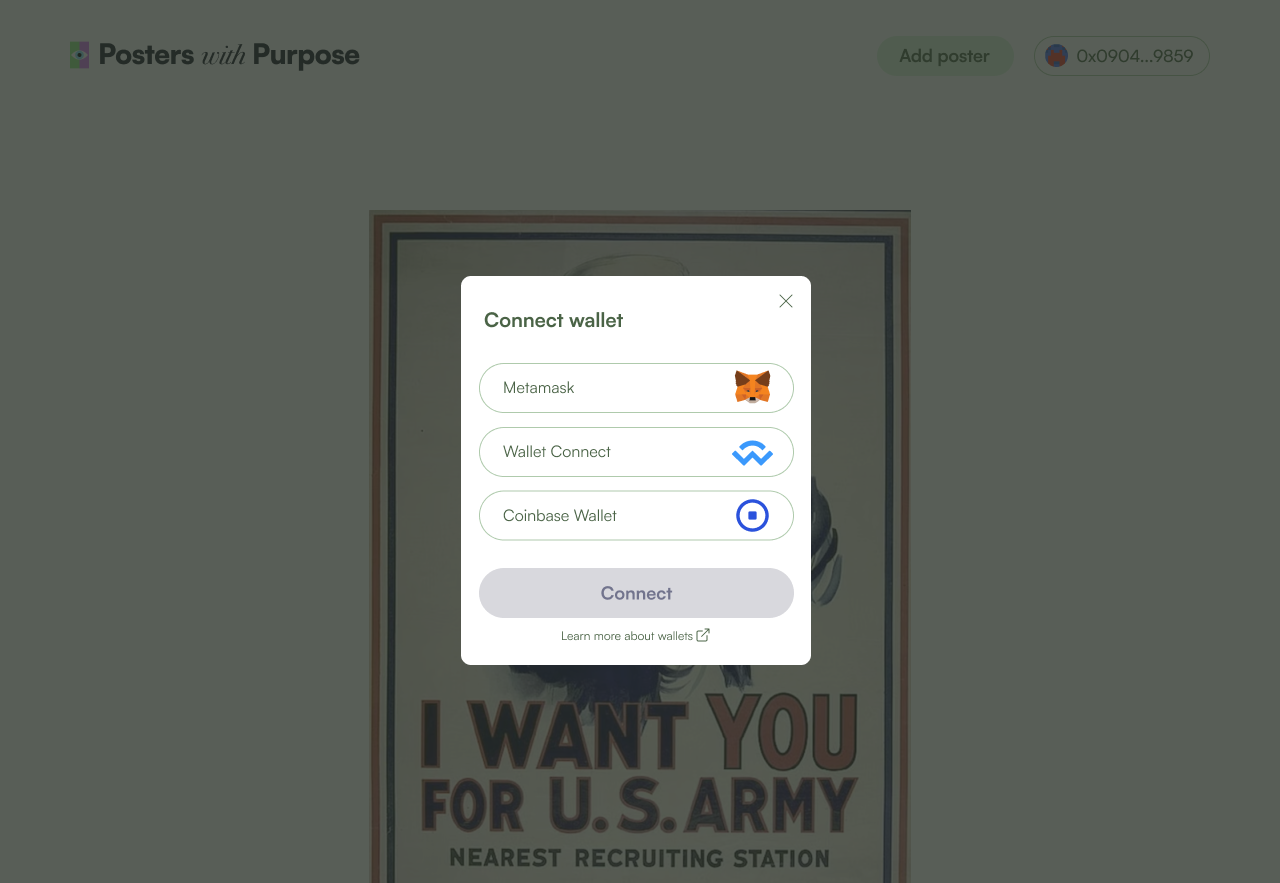 Posters with Purpose
Add poster
0x0904...9859
Connect wallet
Metamask
Wallet Connect
Coinbase Wallet
Connect
Learn more about wallets
I WANT YOU
FOR U.S. ARMY
NEAREST RECRUITING STATION